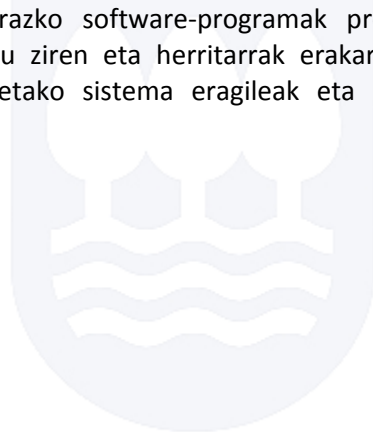 razko software-programak pr
u ziren eta herritarrak erakar
etako sistema eragileak eta